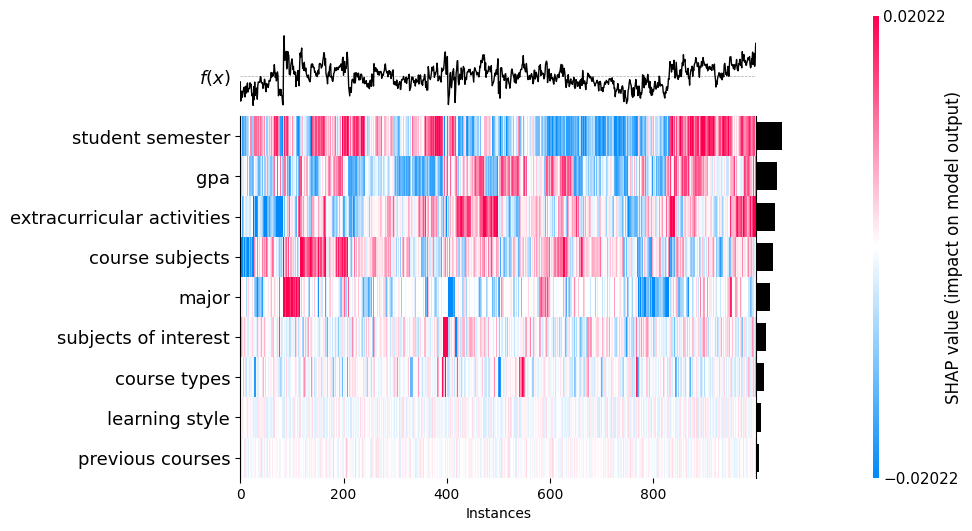 0.02022
f(x)
student semester
gpa
extracurricular activities
course subjects
major
subjects of interest
course types
learning style
previous courses
0 200 400 600 800
Instances
−0.02022
SHAP value (impact on model output)